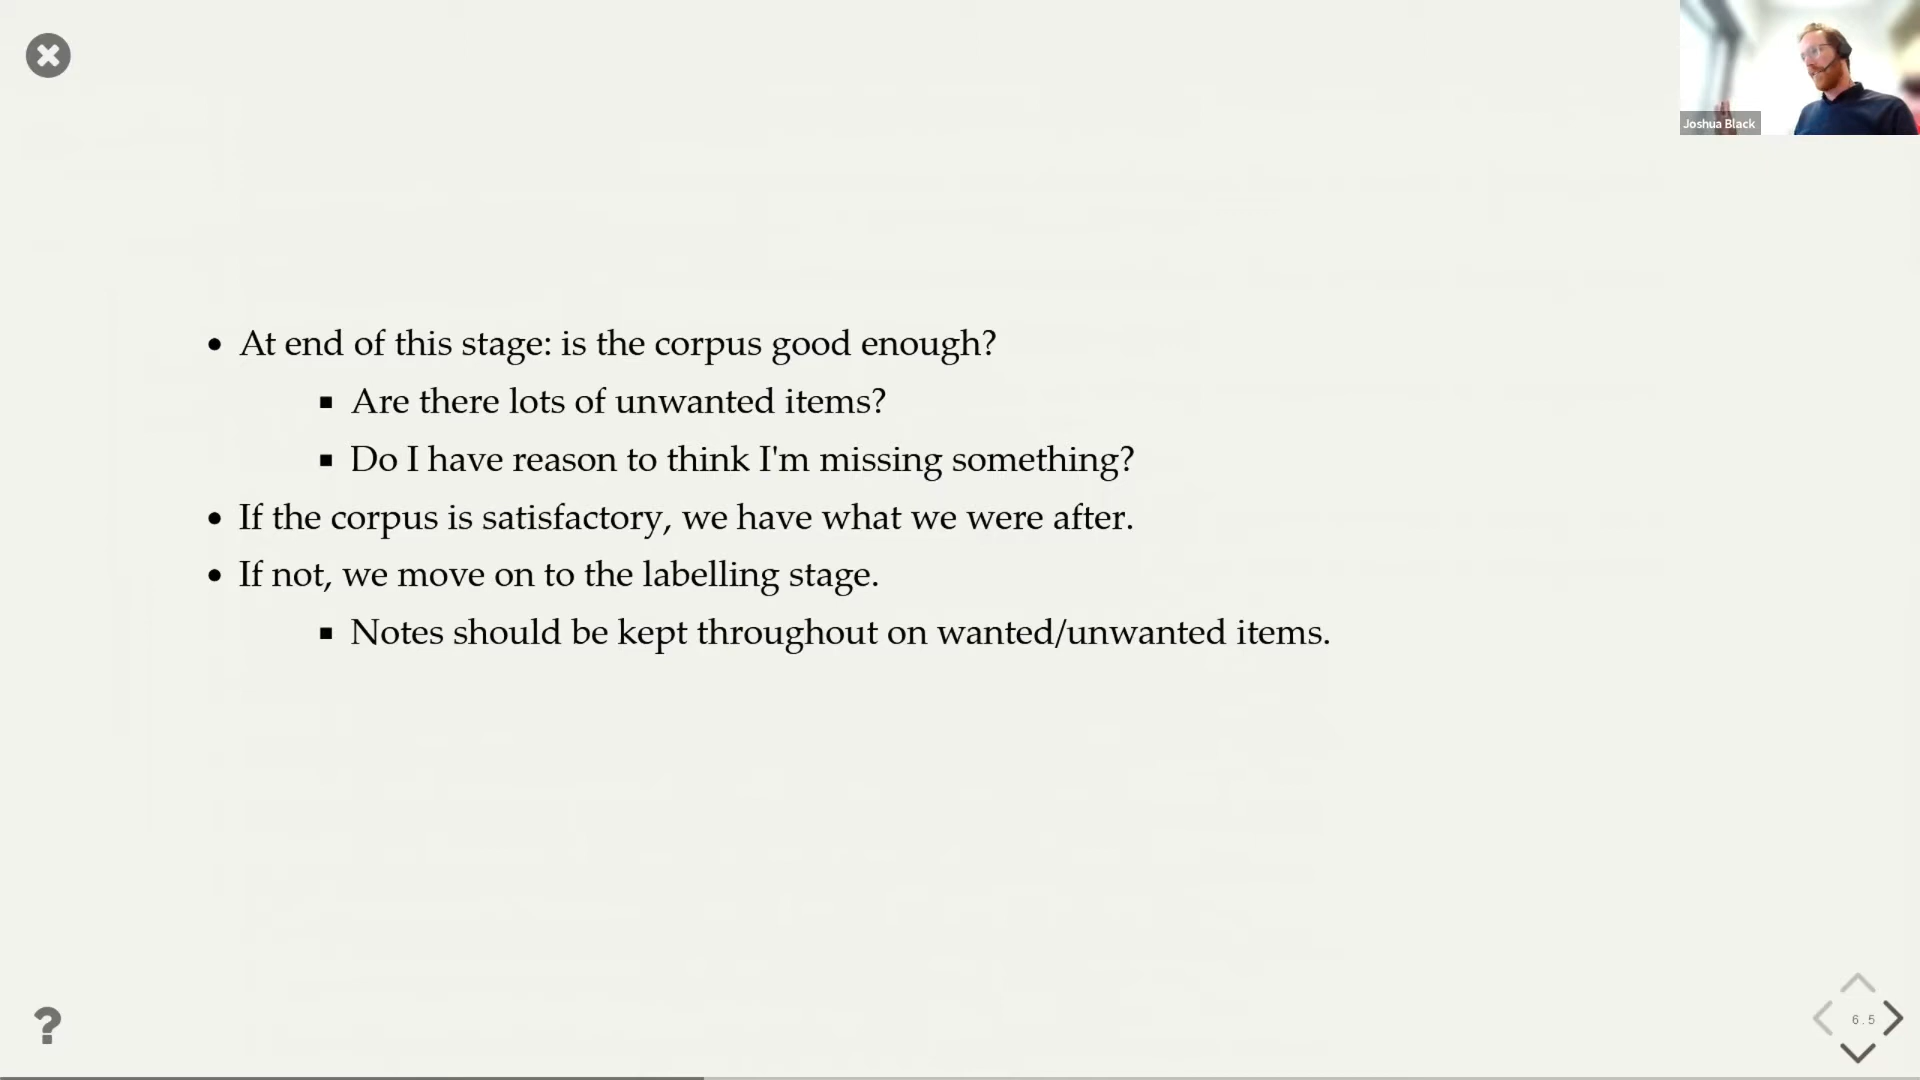 Joshua Black
• At end of this stage: is the corpus good enough?
▪ Are there lots of unwanted items?
▪ Do I have reason to think I'm missing something?
• If the corpus is satisfactory, we have what we were after.
• If not, we move on to the labelling stage.
▪ Notes should be kept throughout on wanted/unwanted items.
?
6.5